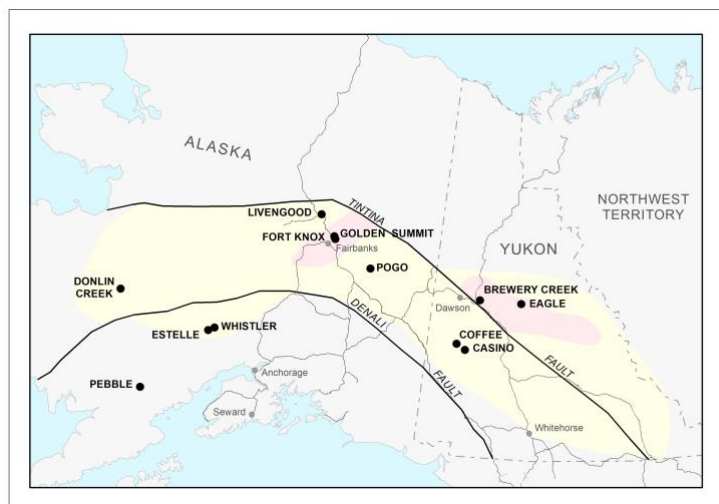 ALASKA
NORTHWEST
TERRITORY
TINTINA
LIVENGOOD
GOLDEN SUMMIT
FORT KNOX
Fairbanks
YUKON
POGO
DONLIN
CREEK
BREWERY CREEK
EAGLE
Dawson
DENALI
ESTELLE
WHISTLER
COFFEE
CASINO
FAULT
FAULT
PEBBLE
Anchorage
Seward
Whitehorse